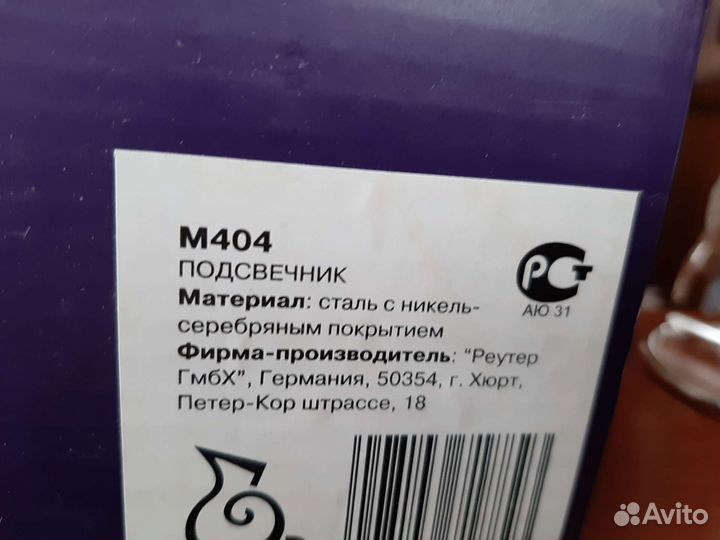 М404
ПОДСВЕЧНИК
Материал: сталь с никель-
серебряным покрытием
Фирма-производитель: “Реутер
ГмбХ”, Германия, 50354, г. Хюрт,
Петер-Кор штрассе, 18
РСТ
АЮ 31
Avito